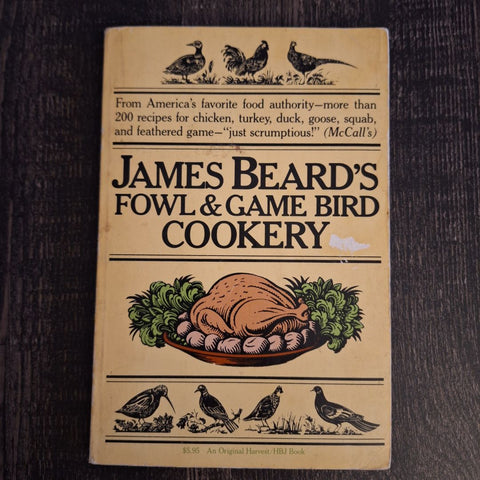 From America's favorite food authority—more than
200 recipes for chicken, turkey, duck, goose, squab,
and feathered game—"just scrumptious!" (McCall's)
JAMES BEARD'S
FOWL & GAME BIRD
COOKERY
$5.95 An Original Harvest/HBJ Book